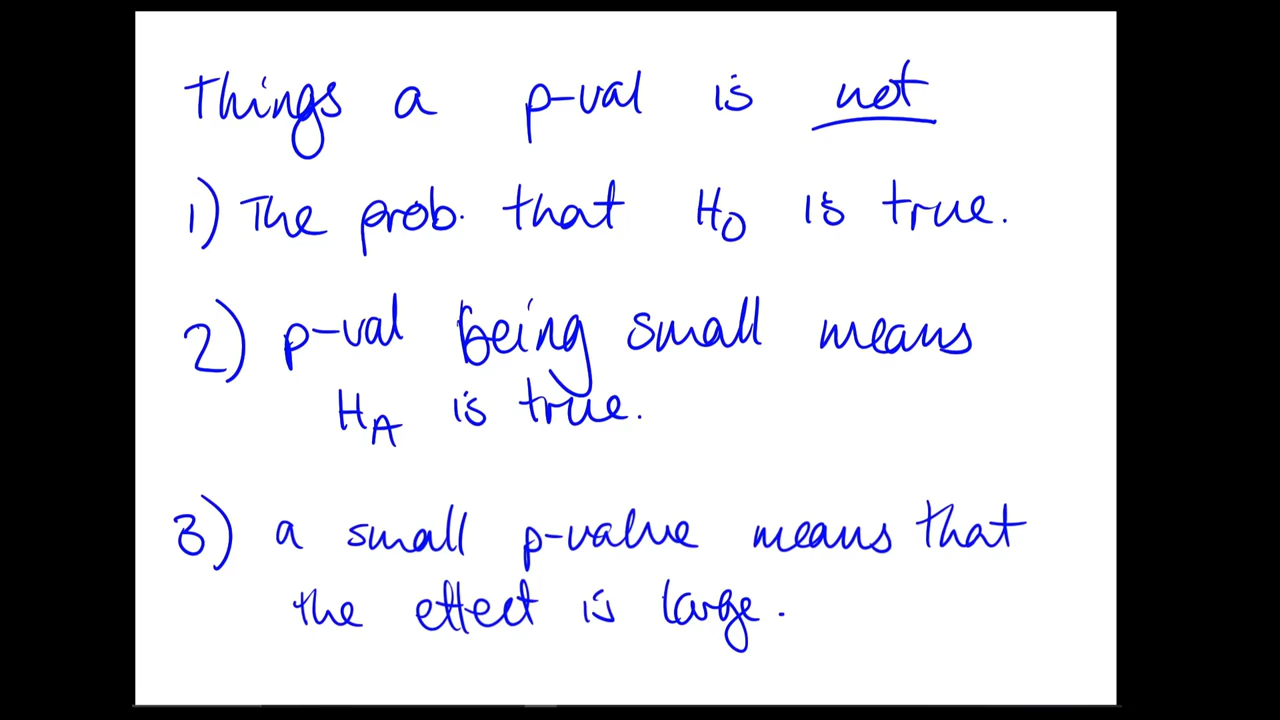 Things a p-val is not
1) The prob. that H0 is true.
2) p-val being small means
HA is true.
3) a small p-value means that
the effect is large.